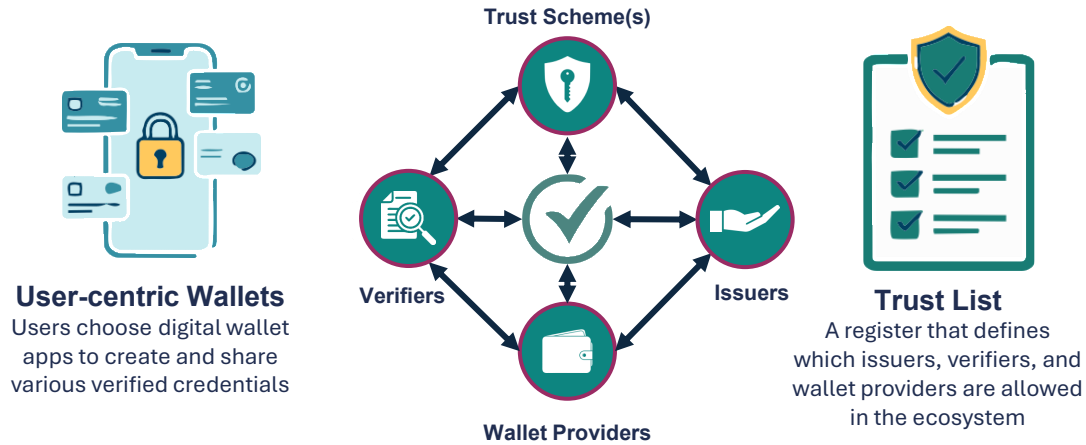 Trust Scheme(s)
Verifiers
Issuers
Wallet Providers
User-centric Wallets
Users choose digital wallet
apps to create and share
various verified credentials
Trust List
A register that defines
which issuers, verifiers, and
wallet providers are allowed
in the ecosystem